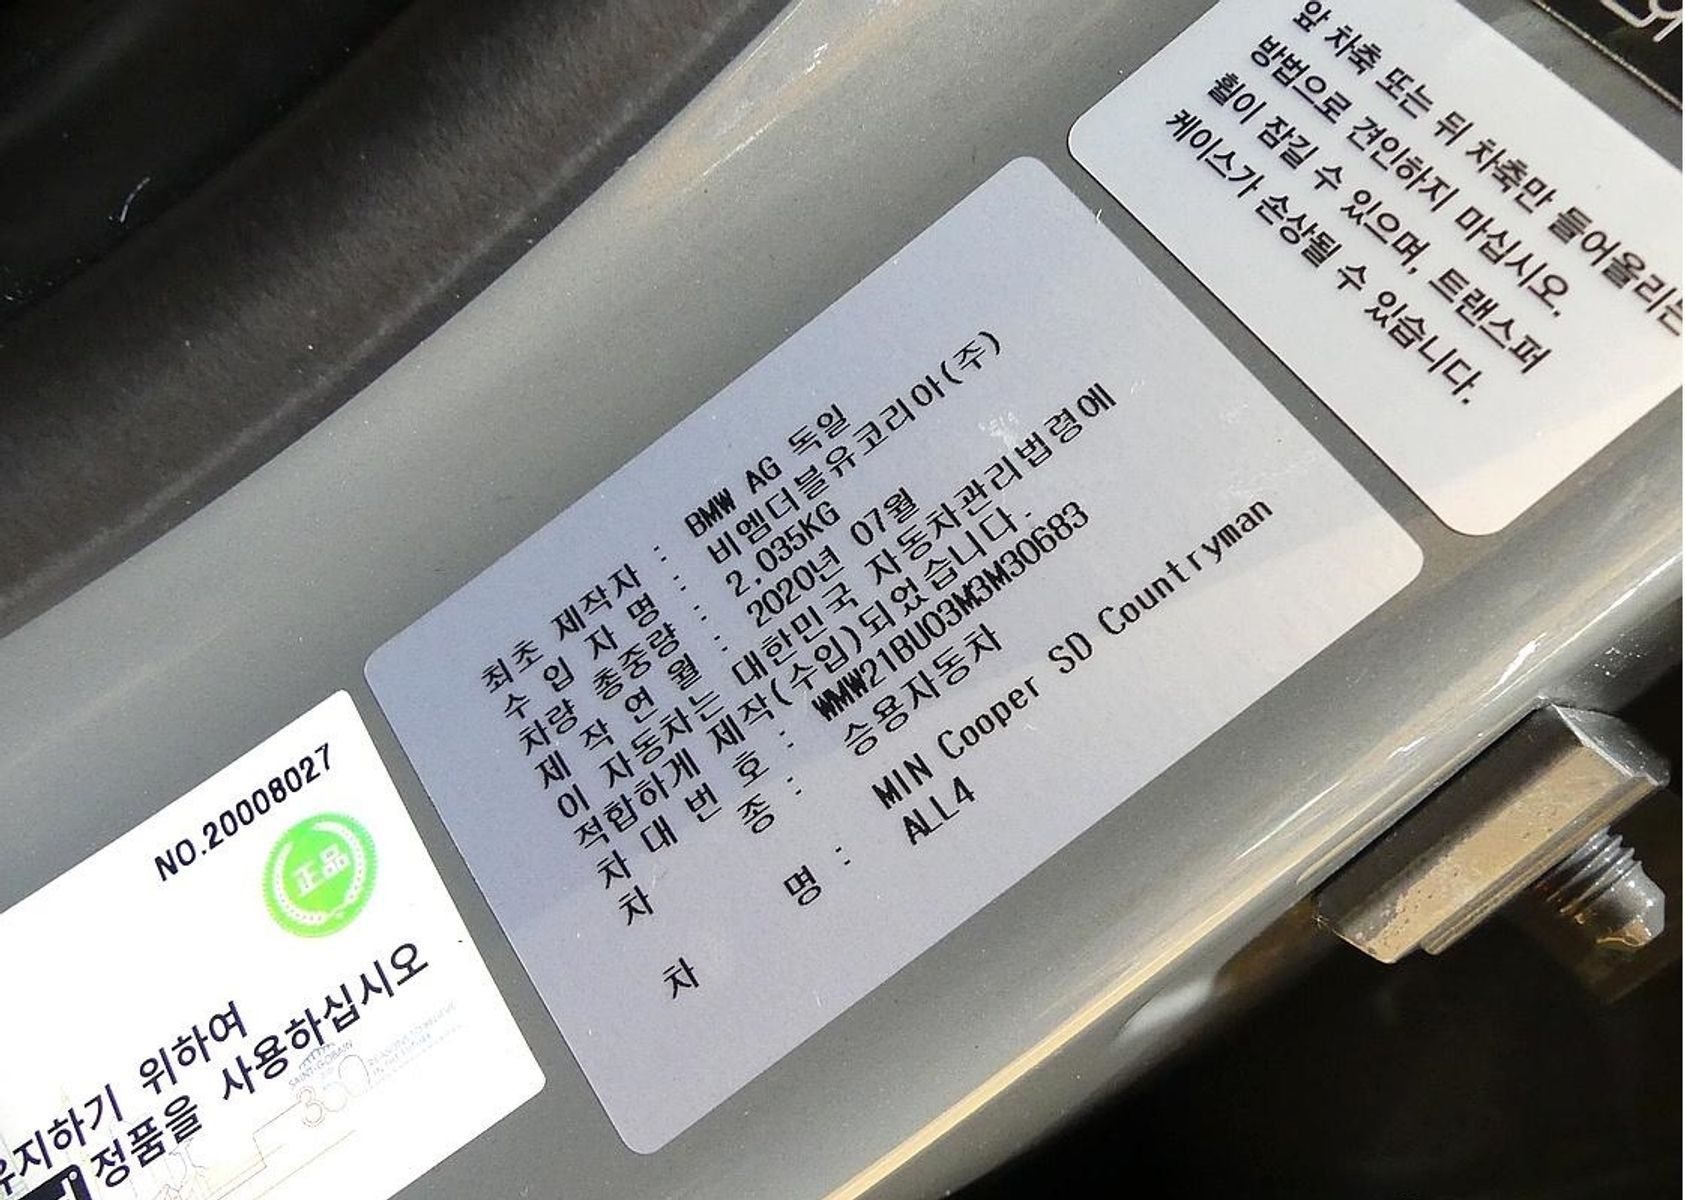 앞 차축 또는 뒤 차축만 들어올리는
방법으로 견인하지 마십시오.
휠이 잠길 수 있으며, 트랜스퍼
케이스가 손상될 수 있습니다.
최초 제작자 : BMW AG 독일
수 입 자 명 : 비엠더블유코리아(주)
차량 총중량 : 2,035KG
제 작 연 월 : 2020년 07월
이 자동차는 대한민국 자동차관리법령에
적합하게 제작(수입)되었습니다.
차 대 번 호 : WMW21BU03M3M30683
차 종 : 승용자동차
차 명 : MIN Cooper SD Countryman
ALL4
NO.20008027
正品
유지하기 위하여
정품을 사용하십시오
SAINT-GOBAIN
350